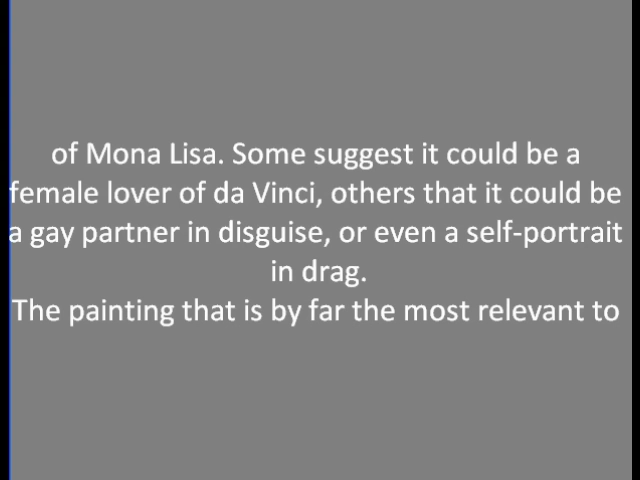 of Mona Lisa. Some suggest it could be a
female lover of da Vinci, others that it could be
a gay partner in disguise, or even a self-portrait
in drag.
The painting that is by far the most relevant to